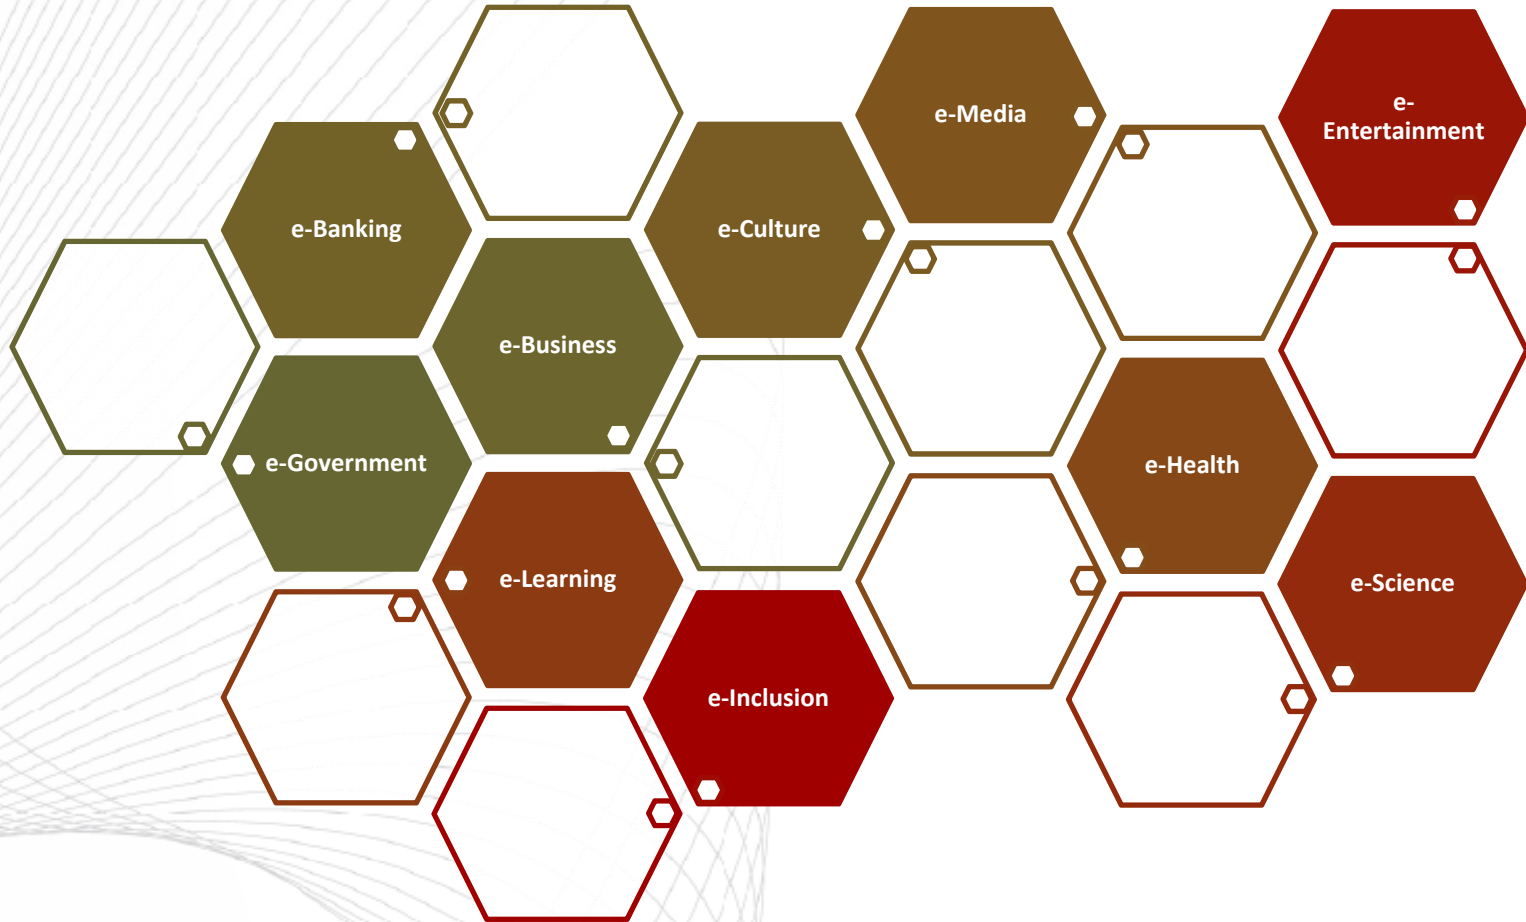 e-Media
e-
Entertainment
e-Banking
e-Culture
e-Business
e-Government
e-Health
e-Learning
e-Science
e-Inclusion